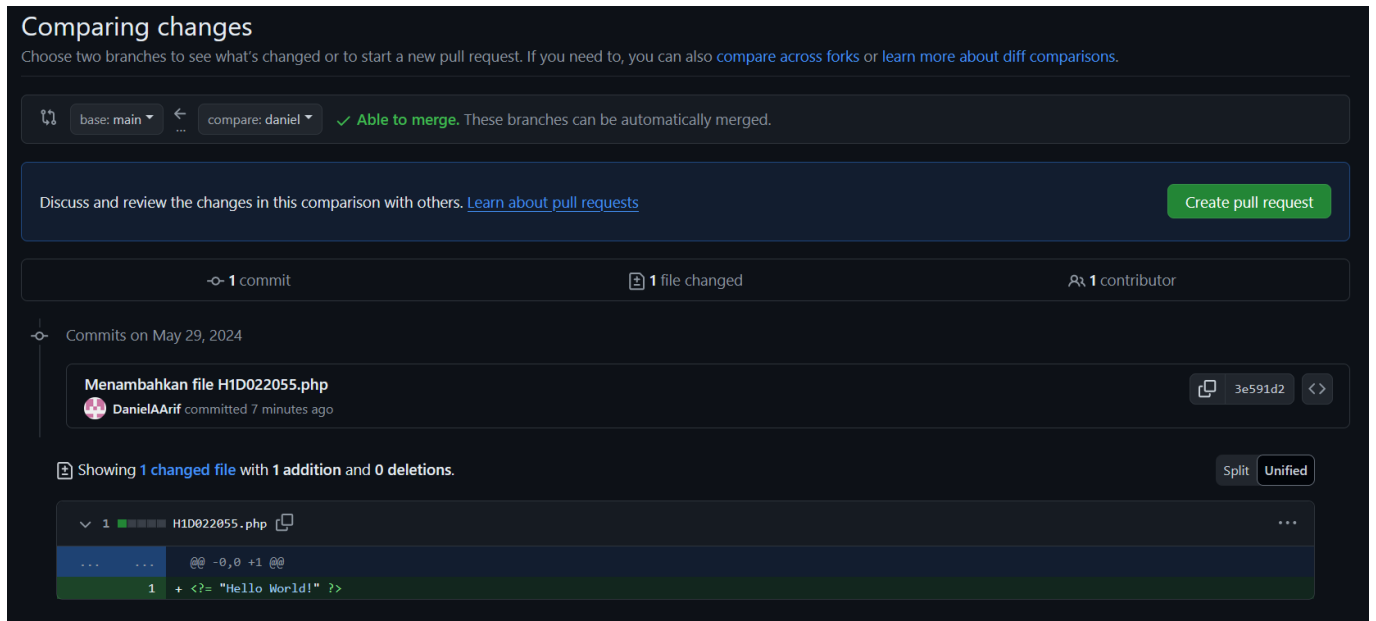 Comparing changes
Choose two branches to see what's changed or to start a new pull request. If you need to, you can also compare across forks or learn more about diff comparisons.
base: main ... compare: daniel Able to merge. These branches can be automatically merged.
Discuss and review the changes in this comparison with others. Learn about pull requests Create pull request
1 commit 1 file changed 1 contributor
Commits on May 29, 2024
Menambahkan file H1D022055.php
DanielAArif committed 7 minutes ago 3e591d2 <>
Showing 1 changed file with 1 addition and 0 deletions. Split Unified
1 H1D022055.php ...
... ... @@ -0,0 +1 @@
1 + <?= "Hello World!" ?>